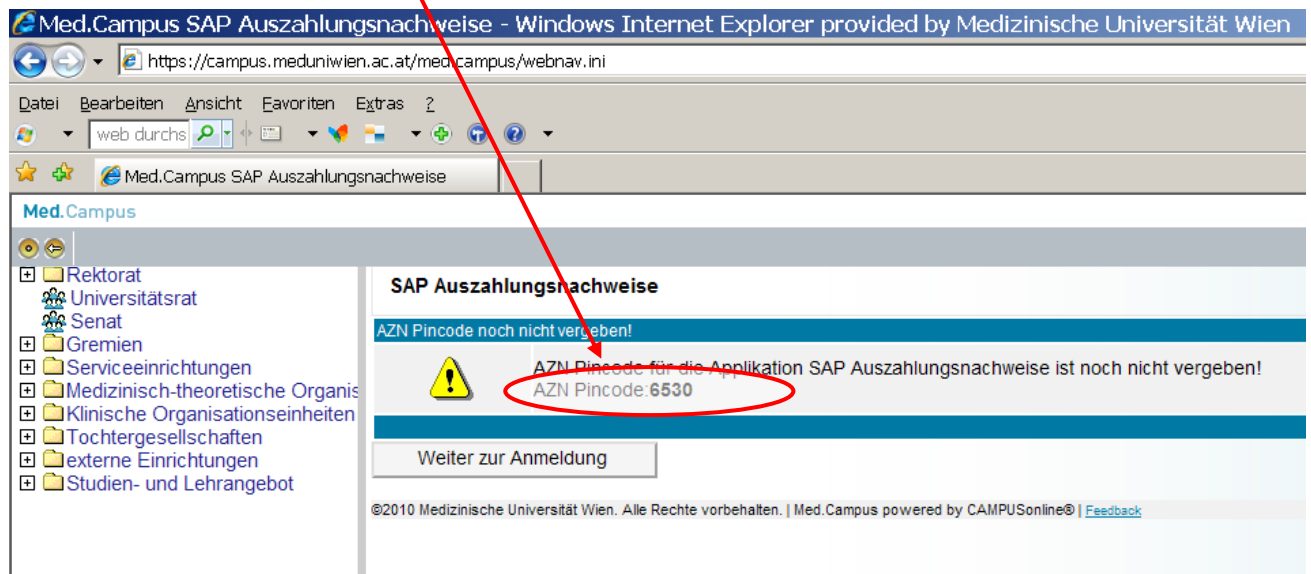 Med.Campus SAP Auszahlungsnachweise - Windows Internet Explorer provided by Medizinische Universität Wien
https://campus.meduniwien.ac.at/med.campus/webnav.ini
Datei Bearbeiten Ansicht Favoriten Extras ?
web durchs
Med.Campus SAP Auszahlungsnachweise
Med.Campus
Rektorat
Universitätsrat
Senat
Gremien
Serviceeinrichtungen
Medizinisch-theoretische Organis
Klinische Organisationseinheiten
Tochtergesellschaften
externe Einrichtungen
Studien- und Lehrangebot
SAP Auszahlungsnachweise
AZN Pincode noch nicht vergeben!
AZN Pincode für die Applikation SAP Auszahlungsnachweise ist noch nicht vergeben!
AZN Pincode:6530
Weiter zur Anmeldung
©2010 Medizinische Universität Wien. Alle Rechte vorbehalten. | Med.Campus powered by CAMPUSonline® | Feedback